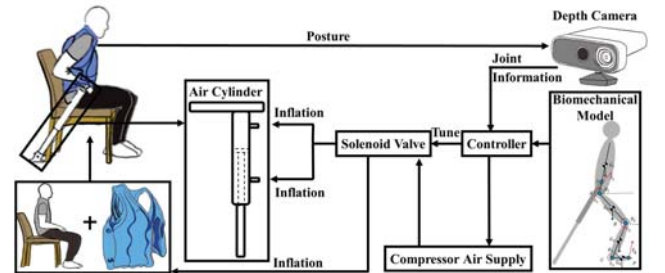 Depth Camera
Posture
Joint
Information
Air Cylinder
Biomechanical
Model
Inflation
Solenoid Valve
Tune
Controller
+
Inflation
Compressor Air Supply
Inflation